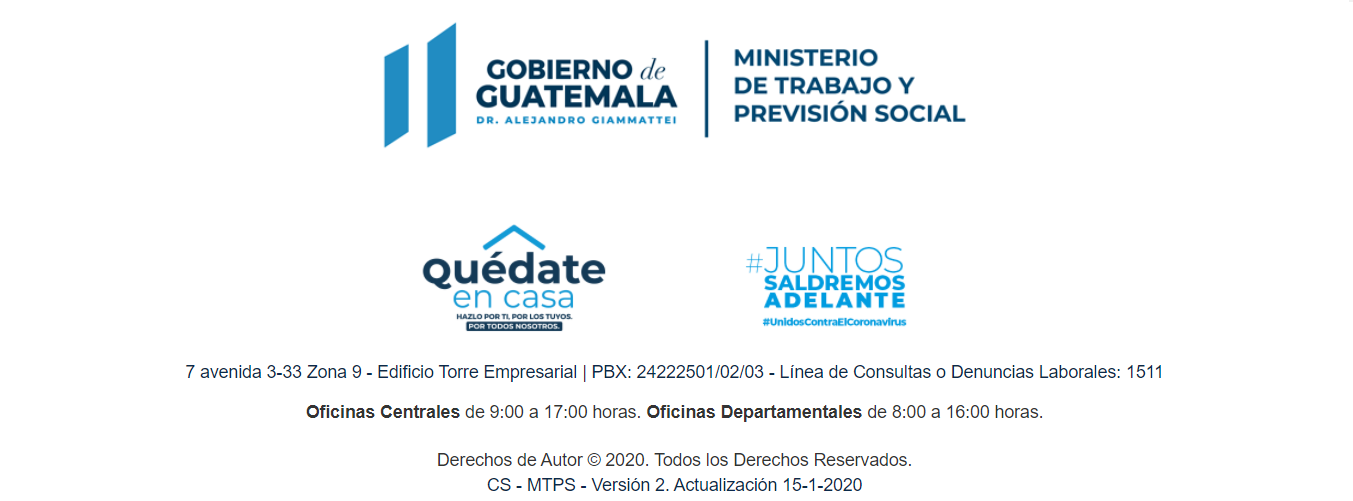 GOBIERNO de
GUATEMALA
DR. ALEJANDRO GIAMMATTEI
MINISTERIO
DE TRABAJO Y
PREVISIÓN SOCIAL
Quédate
en casa
HAZLO POR TI, POR LOS TUYOS.
POR TODOS NOSOTROS.
#JUNTOS
SALDREMOS
ADELANTE
#UnidosContraElCoronavirus
7 avenida 3-33 Zona 9 - Edificio Torre Empresarial | PBX: 24222501/02/03 - Línea de Consultas o Denuncias Laborales: 1511
Oficinas Centrales de 9:00 a 17:00 horas. Oficinas Departamentales de 8:00 a 16:00 horas.
Derechos de Autor © 2020. Todos los Derechos Reservados.
CS - MTPS - Versión 2. Actualización 15-1-2020